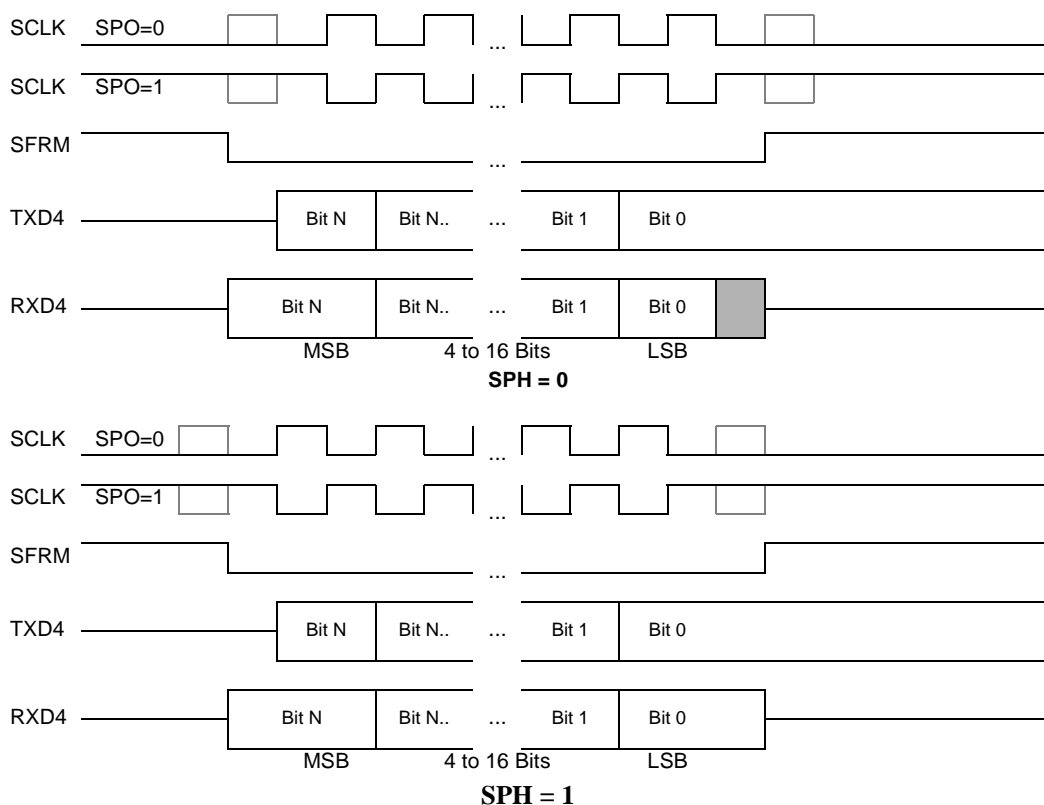 SCLK SPO=0
...
SCLK SPO=1
...
SFRM
...
TXD4 Bit N Bit N.. ... Bit 1 Bit 0
RXD4 Bit N Bit N.. ... Bit 1 Bit 0
MSB 4 to 16 Bits LSB
SPH = 0
SCLK SPO=0
...
SCLK SPO=1
...
SFRM
...
TXD4 Bit N Bit N.. ... Bit 1 Bit 0
RXD4 Bit N Bit N.. ... Bit 1 Bit 0
MSB 4 to 16 Bits LSB
SPH = 1